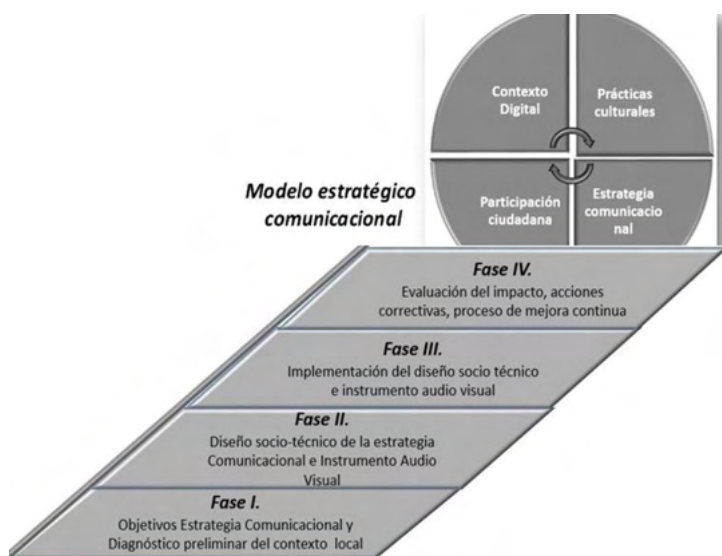 Contexto
Digital
Prácticas
culturales
Participación
ciudadana
Estrategia
comunicacio
nal
Modelo estratégico
comunicacional
Fase IV.
Evaluación del impacto, acciones
correctivas, proceso de mejora continua
Fase III.
Implementación del diseño socio técnico
e instrumento audio visual
Fase II.
Diseño socio-técnico de la estrategia
Comunicacional e Instrumento Audio
Visual
Fase I.
Objetivos Estrategia Comunicacional y
Diagnóstico preliminar del contexto local